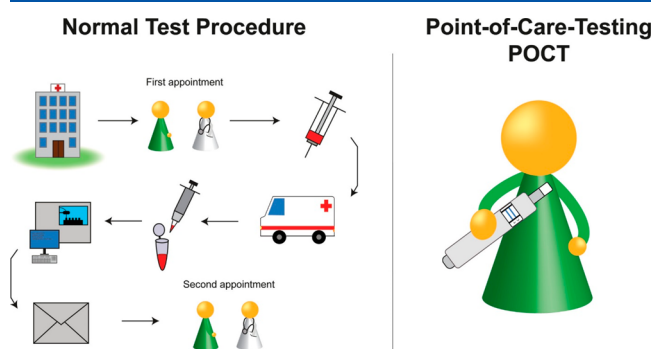 Normal Test Procedure
Point-of-Care-Testing
POCT
First appointment
Second appointment